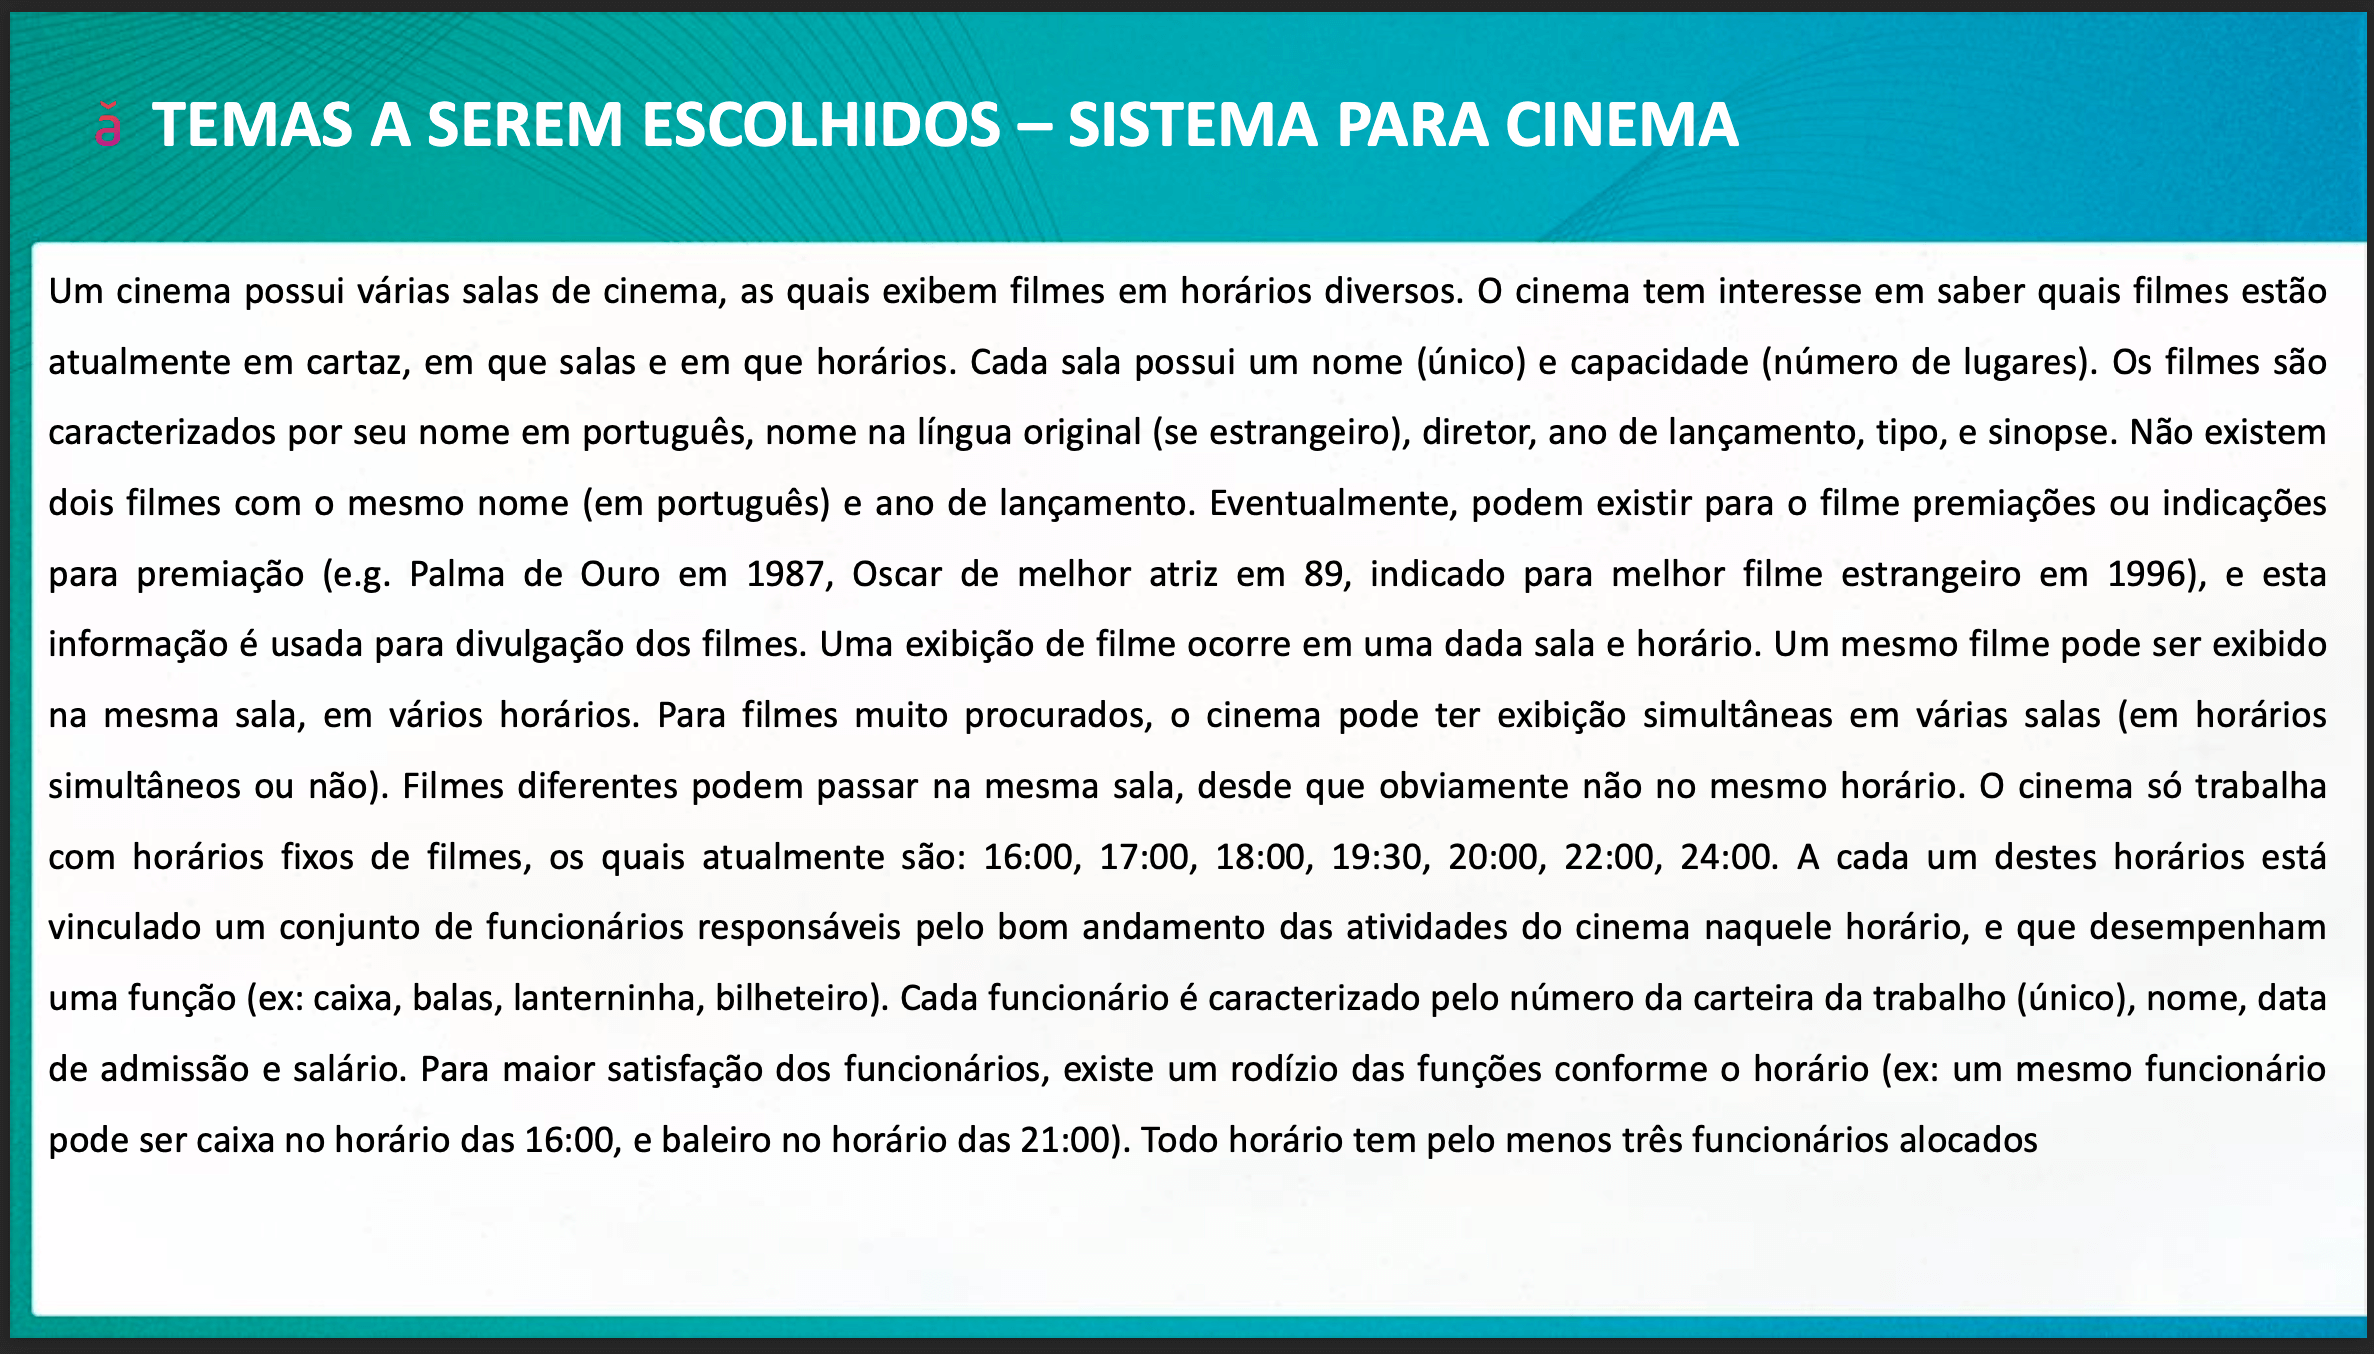 ă TEMAS A SEREM ESCOLHIDOS – SISTEMA PARA CINEMA
Um cinema possui várias salas de cinema, as quais exibem filmes em horários diversos. O cinema tem interesse em saber quais filmes estão
atualmente em cartaz, em que salas e em que horários. Cada sala possui um nome (único) e capacidade (número de lugares). Os filmes são
caracterizados por seu nome em português, nome na língua original (se estrangeiro), diretor, ano de lançamento, tipo, e sinopse. Não existem
dois filmes com o mesmo nome (em português) e ano de lançamento. Eventualmente, podem existir para o filme premiações ou indicações
para premiação (e.g. Palma de Ouro em 1987, Oscar de melhor atriz em 89, indicado para melhor filme estrangeiro em 1996), e esta
informação é usada para divulgação dos filmes. Uma exibição de filme ocorre em uma dada sala e horário. Um mesmo filme pode ser exibido
na mesma sala, em vários horários. Para filmes muito procurados, o cinema pode ter exibição simultâneas em várias salas (em horários
simultâneos ou não). Filmes diferentes podem passar na mesma sala, desde que obviamente não no mesmo horário. O cinema só trabalha
com horários fixos de filmes, os quais atualmente são: 16:00, 17:00, 18:00, 19:30, 20:00, 22:00, 24:00. A cada um destes horários está
vinculado um conjunto de funcionários responsáveis pelo bom andamento das atividades do cinema naquele horário, e que desempenham
uma função (ex: caixa, balas, lanterninha, bilheteiro). Cada funcionário é caracterizado pelo número da carteira da trabalho (único), nome, data
de admissão e salário. Para maior satisfação dos funcionários, existe um rodízio das funções conforme o horário (ex: um mesmo funcionário
pode ser caixa no horário das 16:00, e baleiro no horário das 21:00). Todo horário tem pelo menos três funcionários alocados